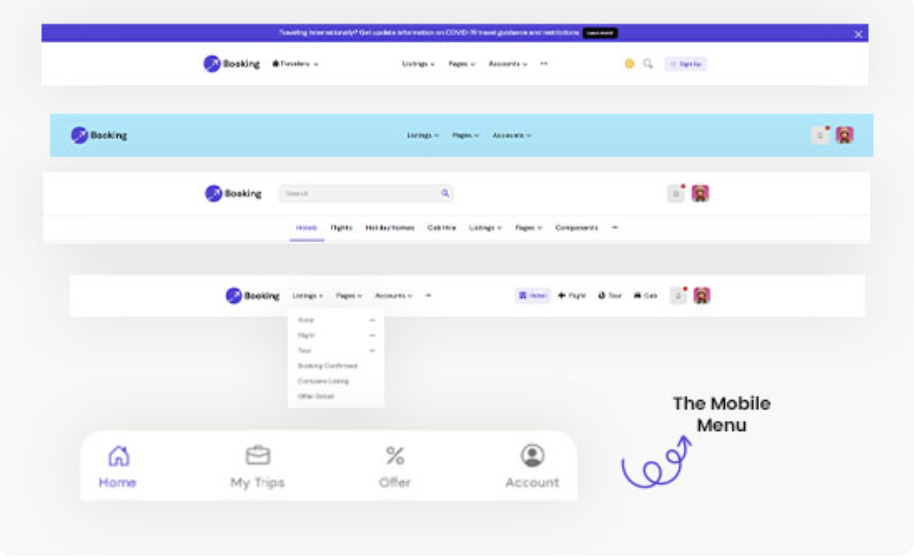 Traveling Internationally? Get update information on COVID-19 travel guidance and restrictions Learn more!
Booking Travelers Listings Pages Accounts Sign Up
Booking Listings Pages Accounts
Booking Search
Hotels Flights Holiday homes Cab Hire Listings Pages Components
Booking Listings Pages Accounts Hotel Flight Tour Cab
Hotel
Flight
Tour
Booking Confirmed
Compare Listing
Offer Detail
The Mobile
Menu
Home My Trips Offer Account